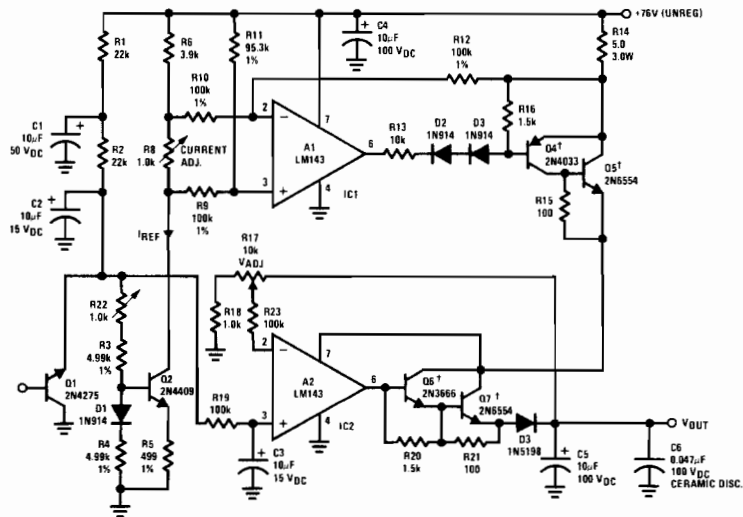 +76V (UNREG)
R1
22k
R6
3.9k
R11
95.3k
1%
C4
10µF
100 VDC
R12
100k
1%
R14
5.0
3.0W
R10
100k
1%
C1
10µF
50 VDC
R2
22k
R8
1.0k
CURRENT
ADJ.
2
7
A1
LM143
6
3
4
IC1
R13
10k
D2
1N914
D3
1N914
R16
1.5k
Q4†
2N4033
Q5†
2N6554
R15
100
R9
100k
1%
C2
10µF
15 VDC
IREF
R17
10k
VADJ
R22
1.0k
R18
1.0k
R23
100k
R3
4.99k
1%
2
7
A2
LM143
6
3
4
IC2
Q1
2N4275
Q2
2N4409
D1
1N914
R4
4.99k
1%
R5
499
1%
R19
100k
C3
10µF
15 VDC
Q6†
2N3666
Q7†
2N6554
R20
1.5k
R21
100
D3
1N5198
VOUT
C5
10µF
100 VDC
C6
0.047µF
100 VDC
CERAMIC DISC.